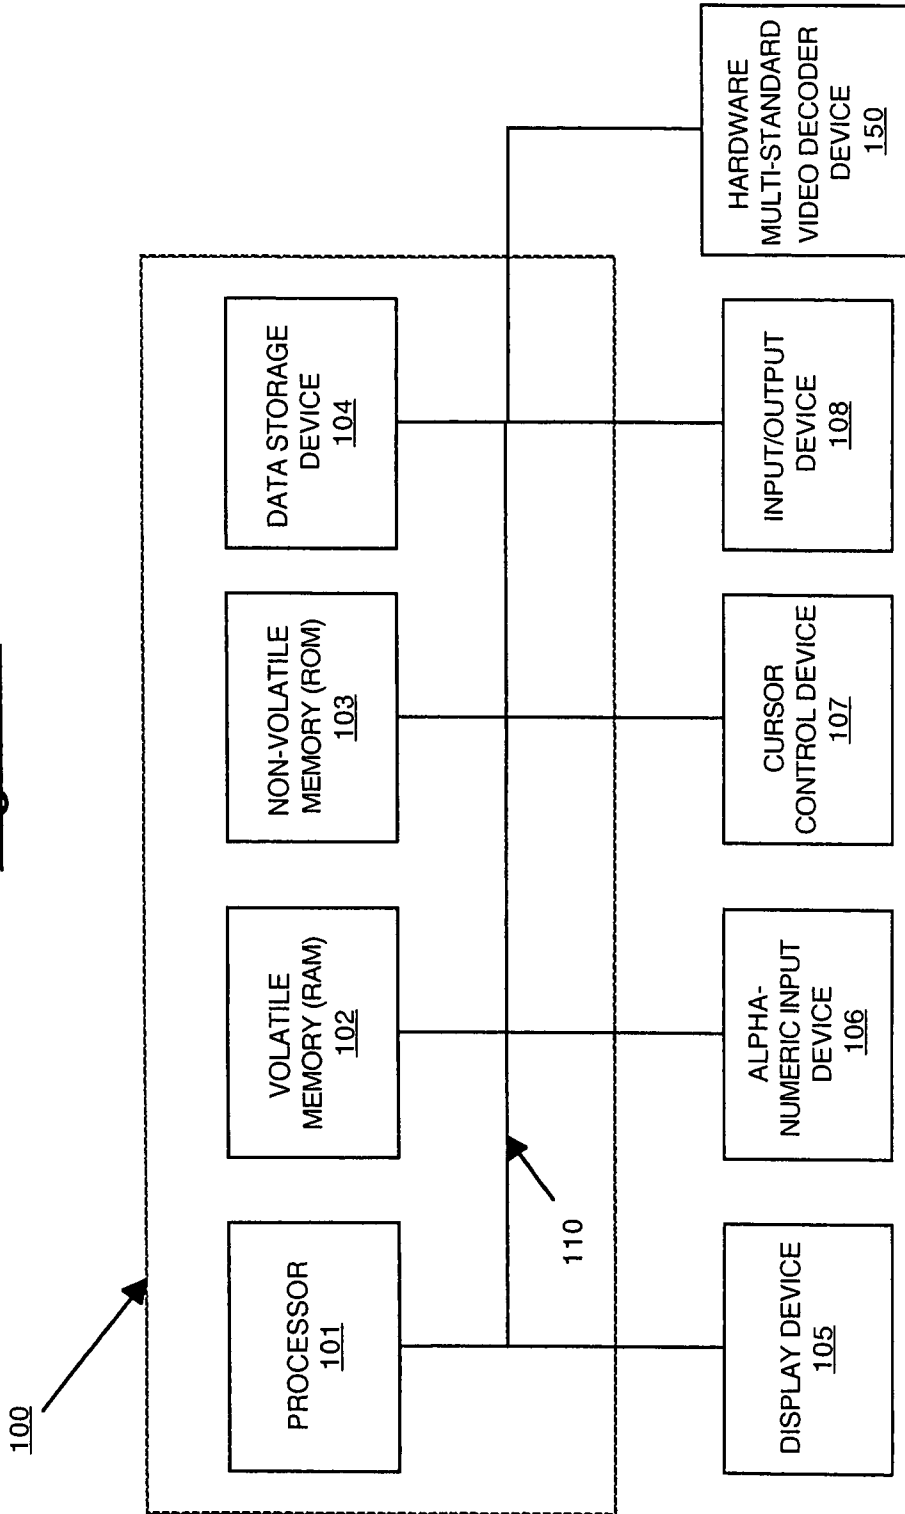 100
PROCESSOR
101
VOLATILE
MEMORY (RAM)
102
NON-VOLATILE
MEMORY (ROM)
103
DATA STORAGE
DEVICE
104
110
DISPLAY DEVICE
105
ALPHA-
NUMERIC INPUT
DEVICE
106
CURSOR
CONTROL DEVICE
107
INPUT/OUTPUT
DEVICE
108
HARDWARE
MULTI-STANDARD
VIDEO DECODER
DEVICE
150